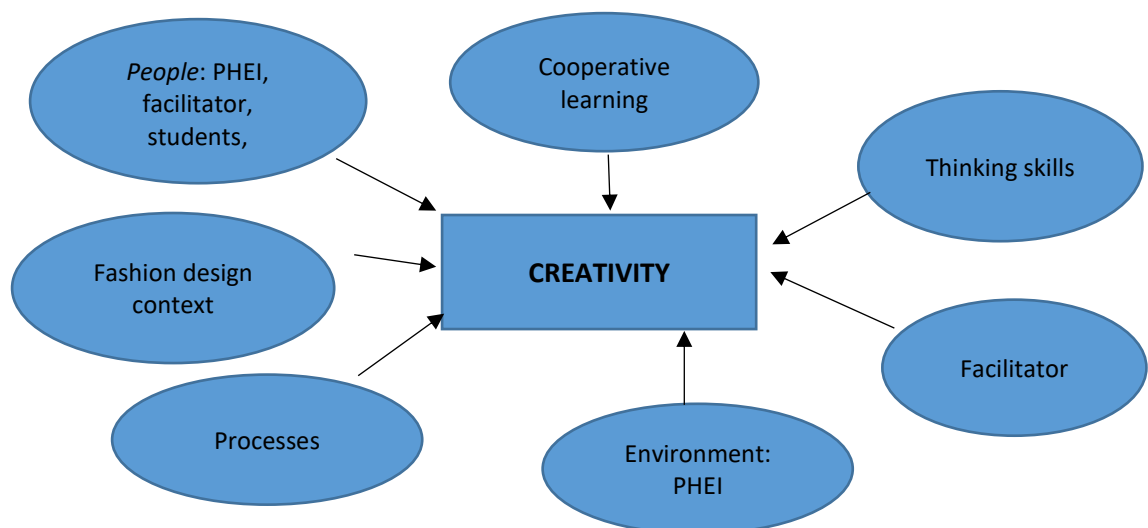 People: PHEI,
facilitator,
students,
Cooperative
learning
Thinking skills
Fashion design
context
CREATIVITY
Facilitator
Processes
Environment:
PHEI